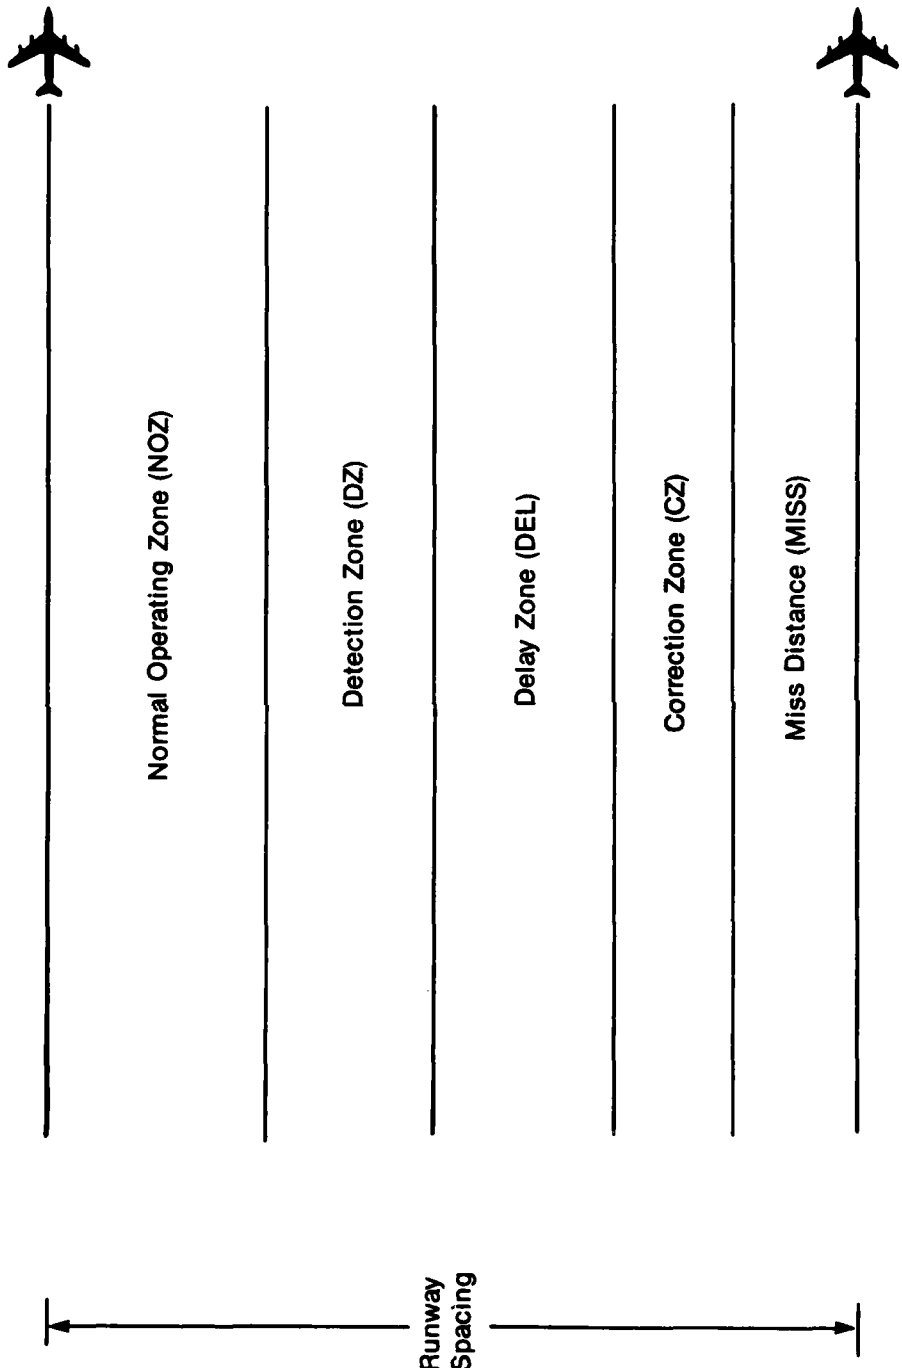 Normal Operating Zone (NOZ)
Detection Zone (DZ)
Delay Zone (DEL)
Correction Zone (CZ)
Miss Distance (MISS)
Runway
Spacing